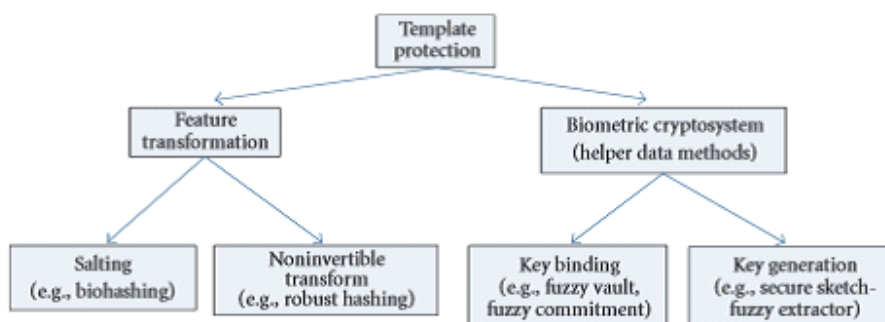 Template
protection
Feature
transformation
Biometric cryptosystem
(helper data methods)
Salting
(e.g., biohashing)
Noninvertible
transform
(e.g., robust hashing)
Key binding
(e.g., fuzzy vault,
fuzzy commitment)
Key generation
(e.g., secure sketch-
fuzzy extractor)